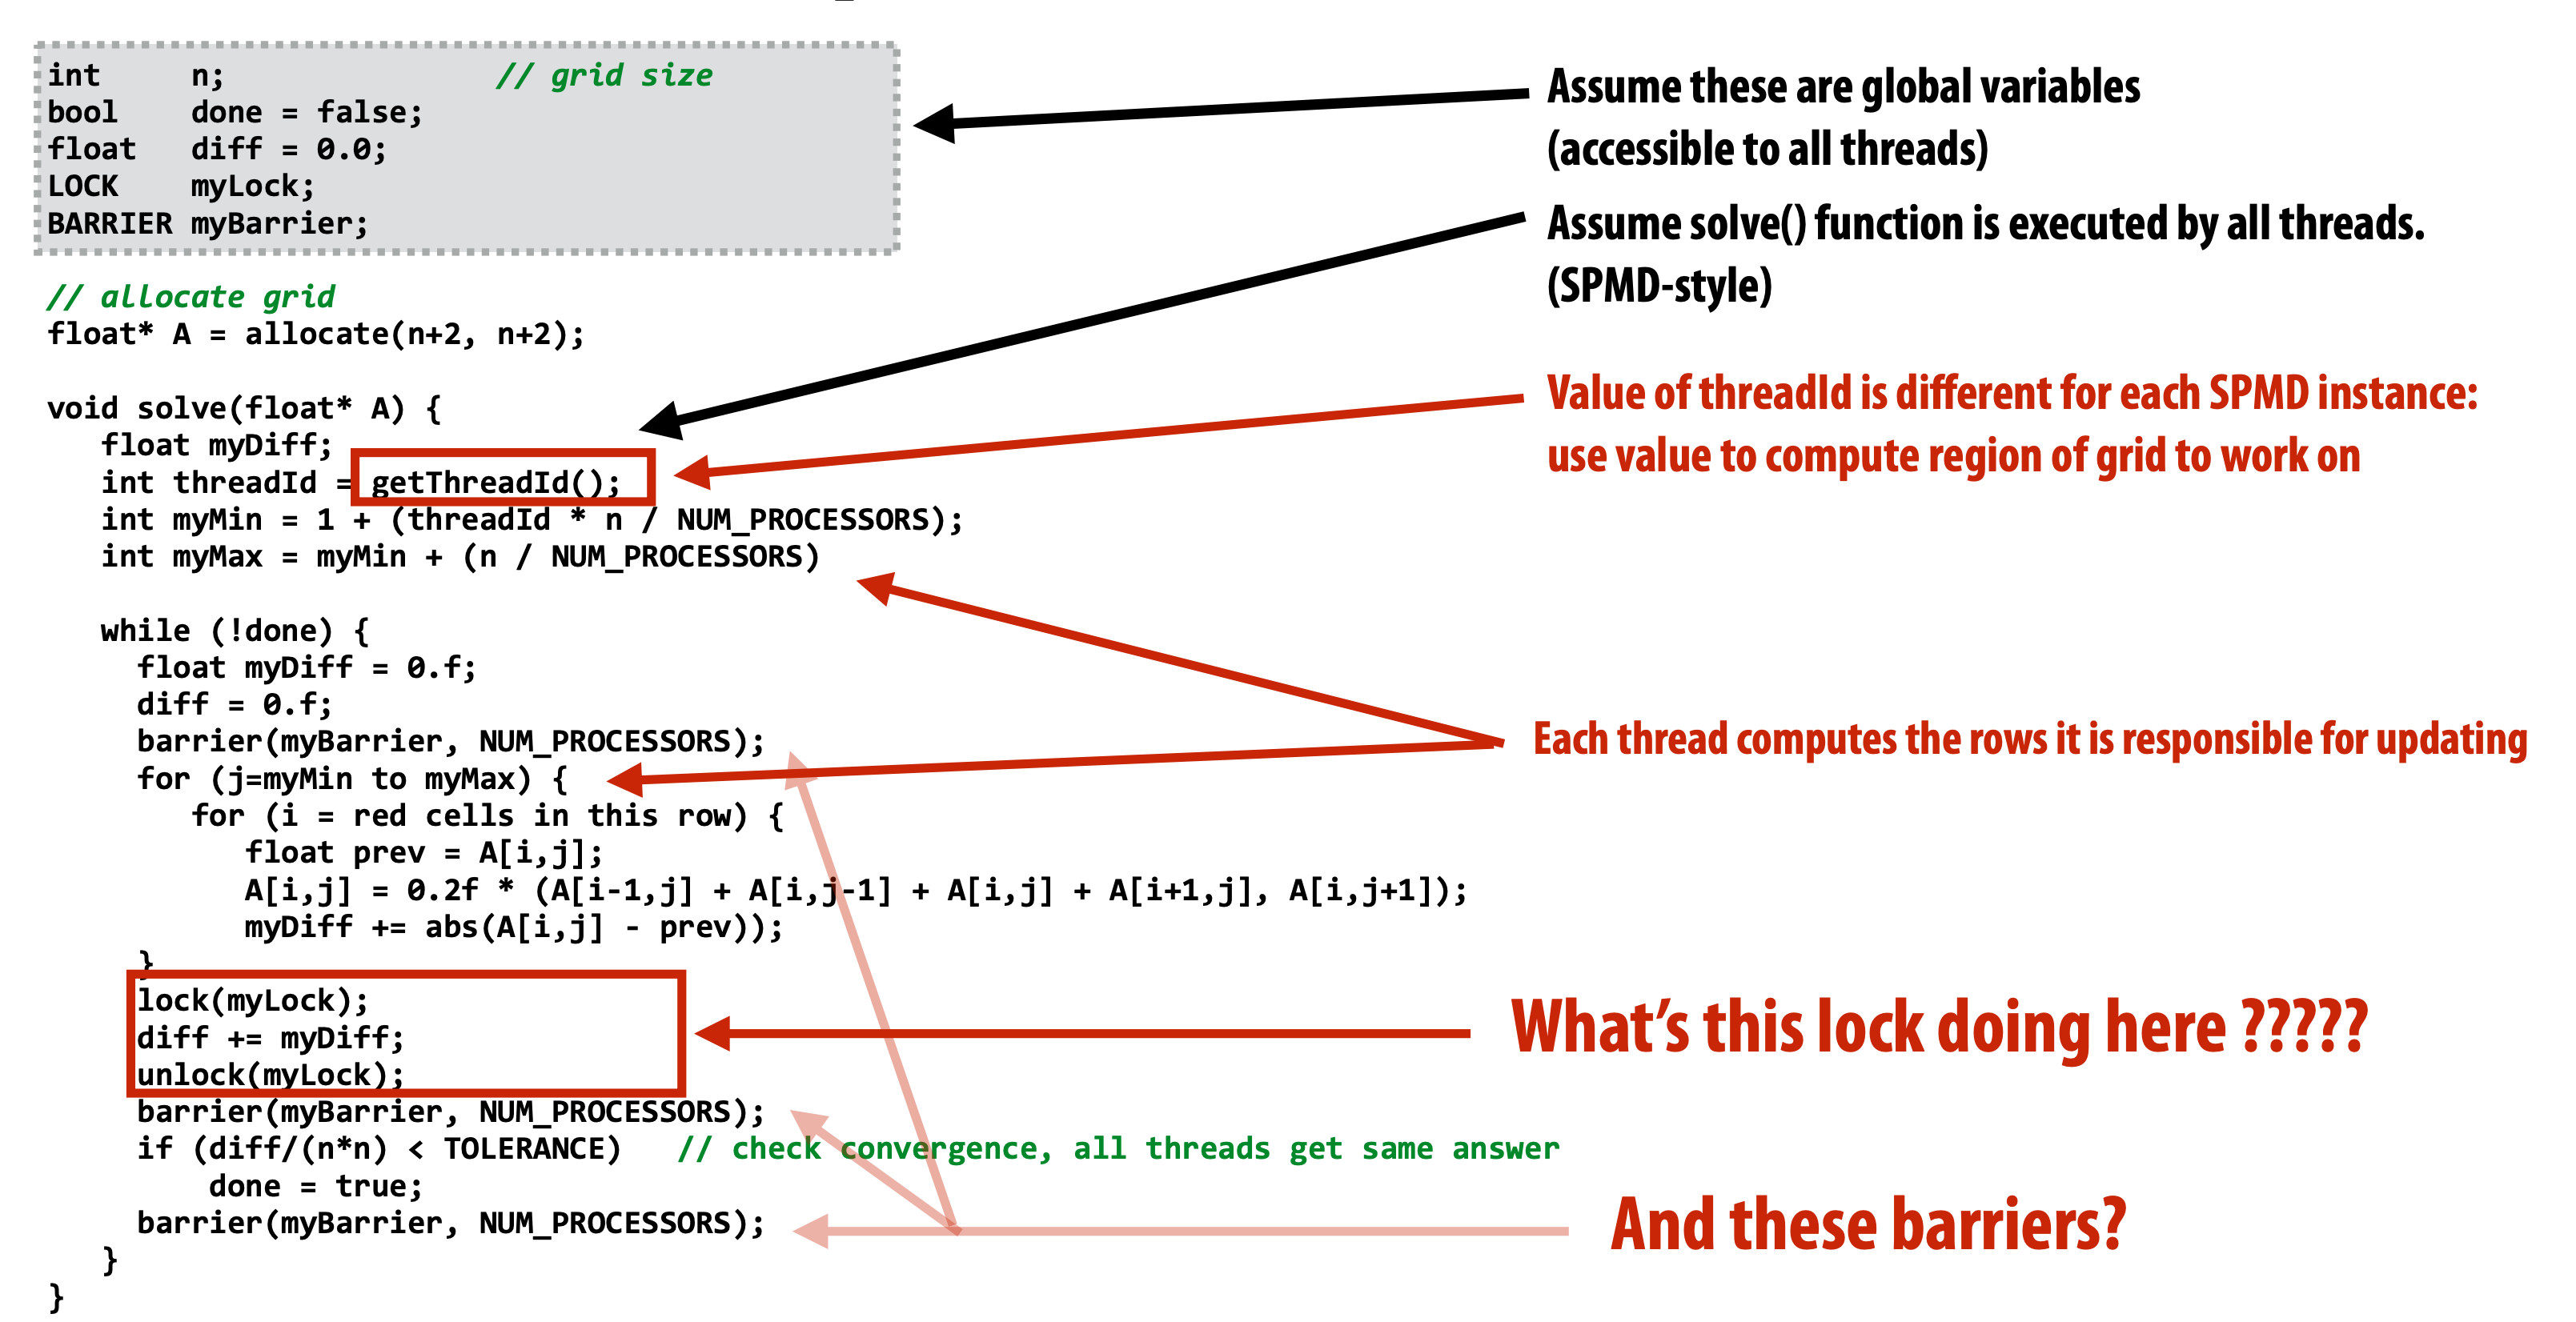 int     n;               // grid size
bool    done = false;
float   diff = 0.0;
LOCK    myLock;
BARRIER myBarrier;
// allocate grid
float* A = allocate(n+2, n+2);
void solve(float* A) {
   float myDiff;
   int threadId = getThreadId();
   int myMin = 1 + (threadId * n / NUM_PROCESSORS);
   int myMax = myMin + (n / NUM_PROCESSORS)
   while (!done) {
     float myDiff = 0.f;
     diff = 0.f;
     barrier(myBarrier, NUM_PROCESSORS);
     for (j=myMin to myMax) {
        for (i = red cells in this row) {
           float prev = A[i,j];
           A[i,j] = 0.2f * (A[i-1,j] + A[i,j-1] + A[i,j] + A[i+1,j], A[i,j+1]);
           myDiff += abs(A[i,j] - prev));
     }
     lock(myLock);
     diff += myDiff;
     unlock(myLock);
     barrier(myBarrier, NUM_PROCESSORS);
     if (diff/(n*n) < TOLERANCE)   // check convergence, all threads get same answer
         done = true;
     barrier(myBarrier, NUM_PROCESSORS);
   }
}
Assume these are global variables
(accessible to all threads)
Assume solve() function is executed by all threads.
(SPMD-style)
Value of threadId is different for each SPMD instance:
use value to compute region of grid to work on
Each thread computes the rows it is responsible for updating
What's this lock doing here ?????
And these barriers?